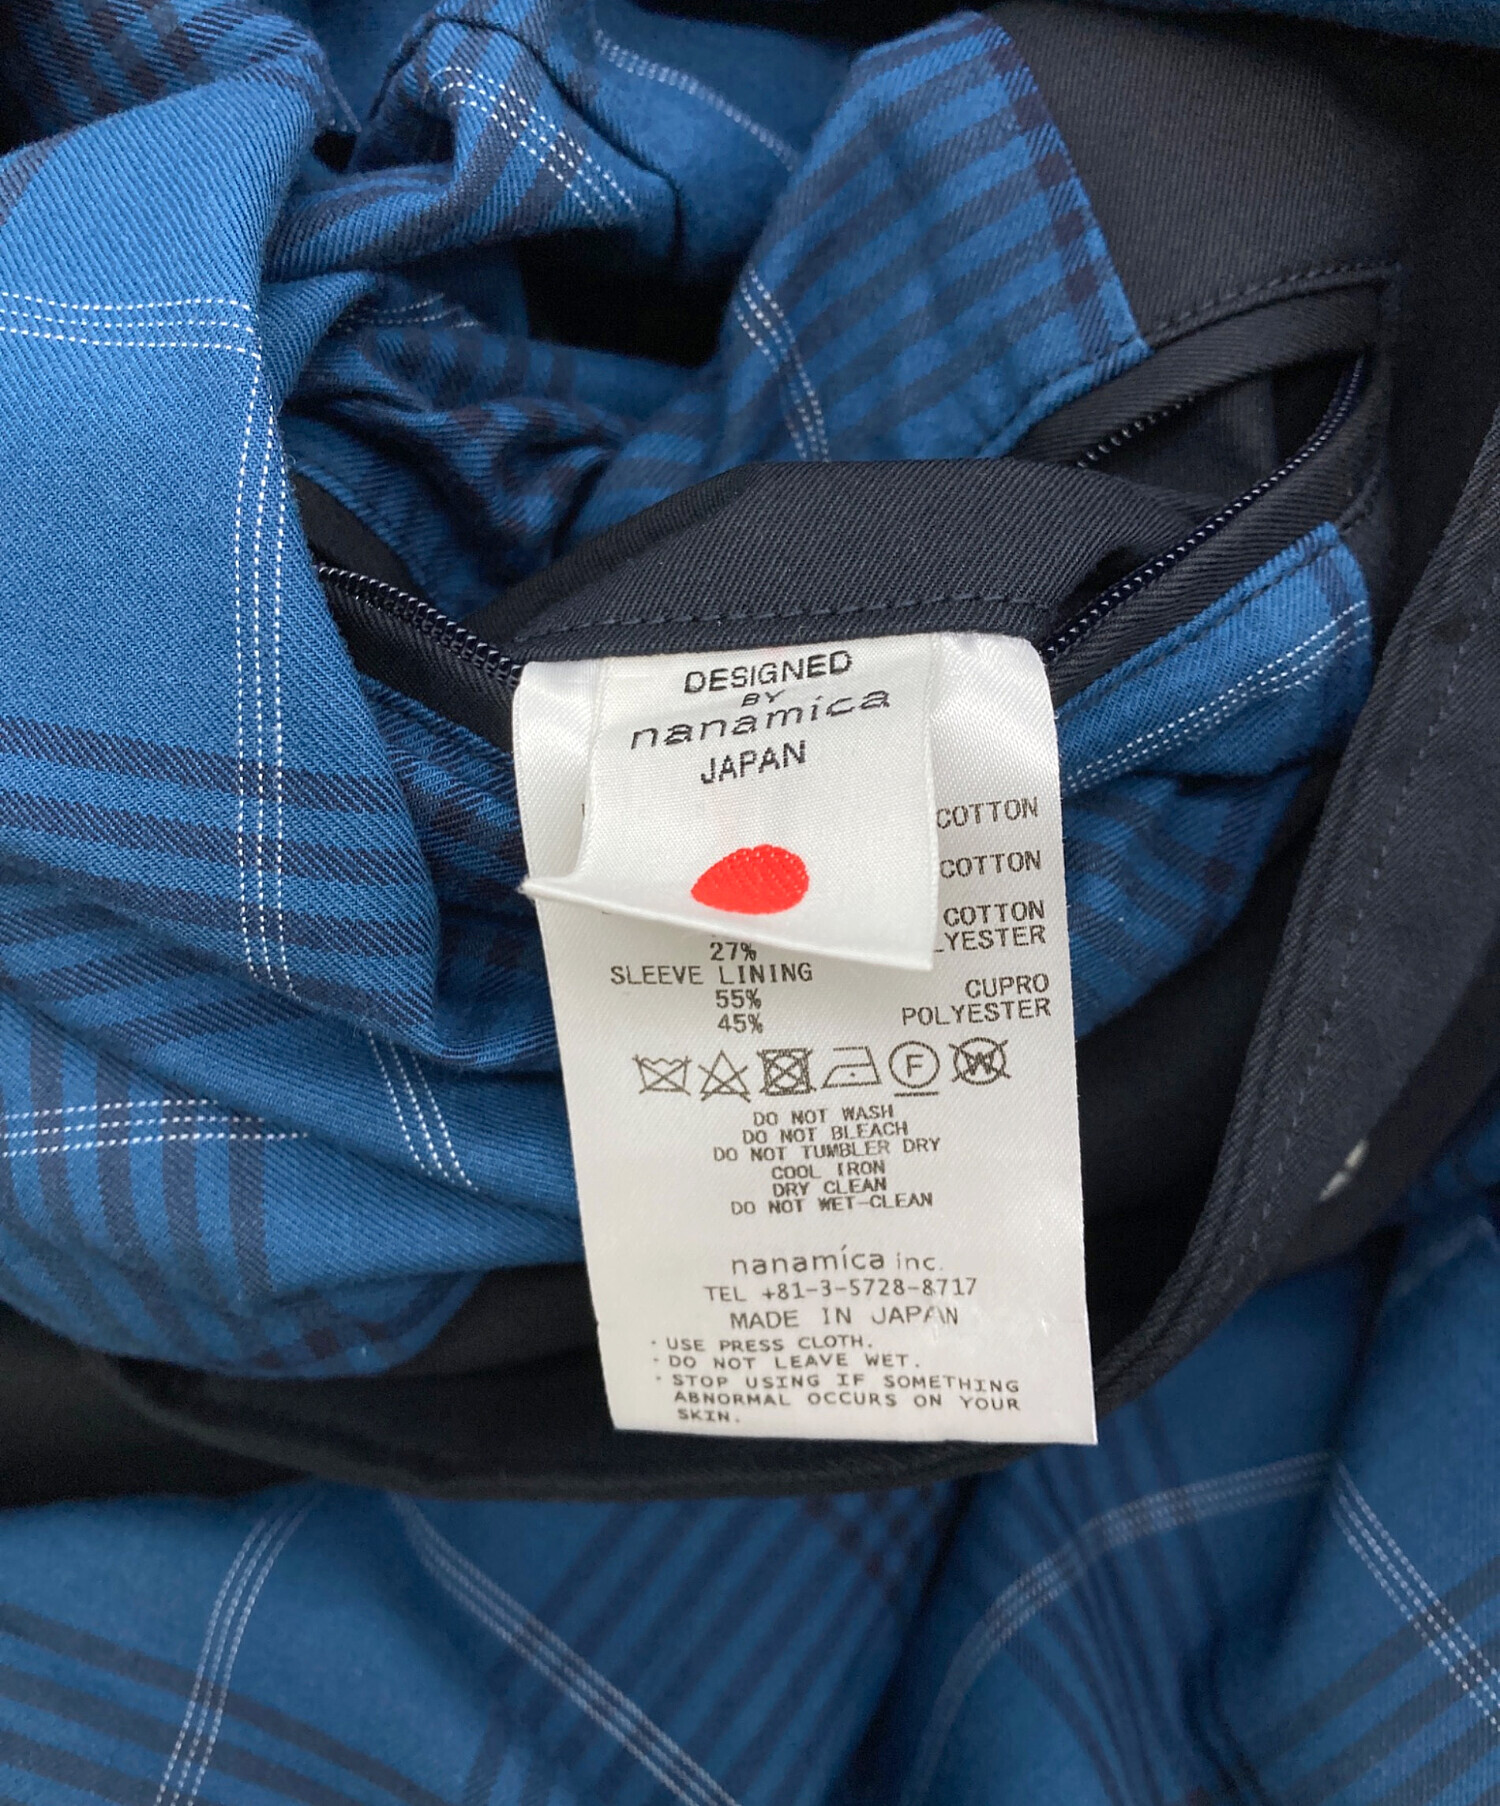 DESIGNED
BY
nanamica
JAPAN
COTTON
COTTON
COTTON
27%
SLEEVE LINING
55% CUPRO
45% POLYESTER
F
W
DO NOT WASH
DO NOT BLEACH
DO NOT TUMBLER DRY
COOL IRON
DRY CLEAN
DO NOT WET-CLEAN
nanamica inc.
TEL +81-3-5728-8717
MADE IN JAPAN
・USE PRESS CLOTH.
・DO NOT LEAVE WET.
・STOP USING IF SOMETHING
ABNORMAL OCCURS ON YOUR
SKIN.